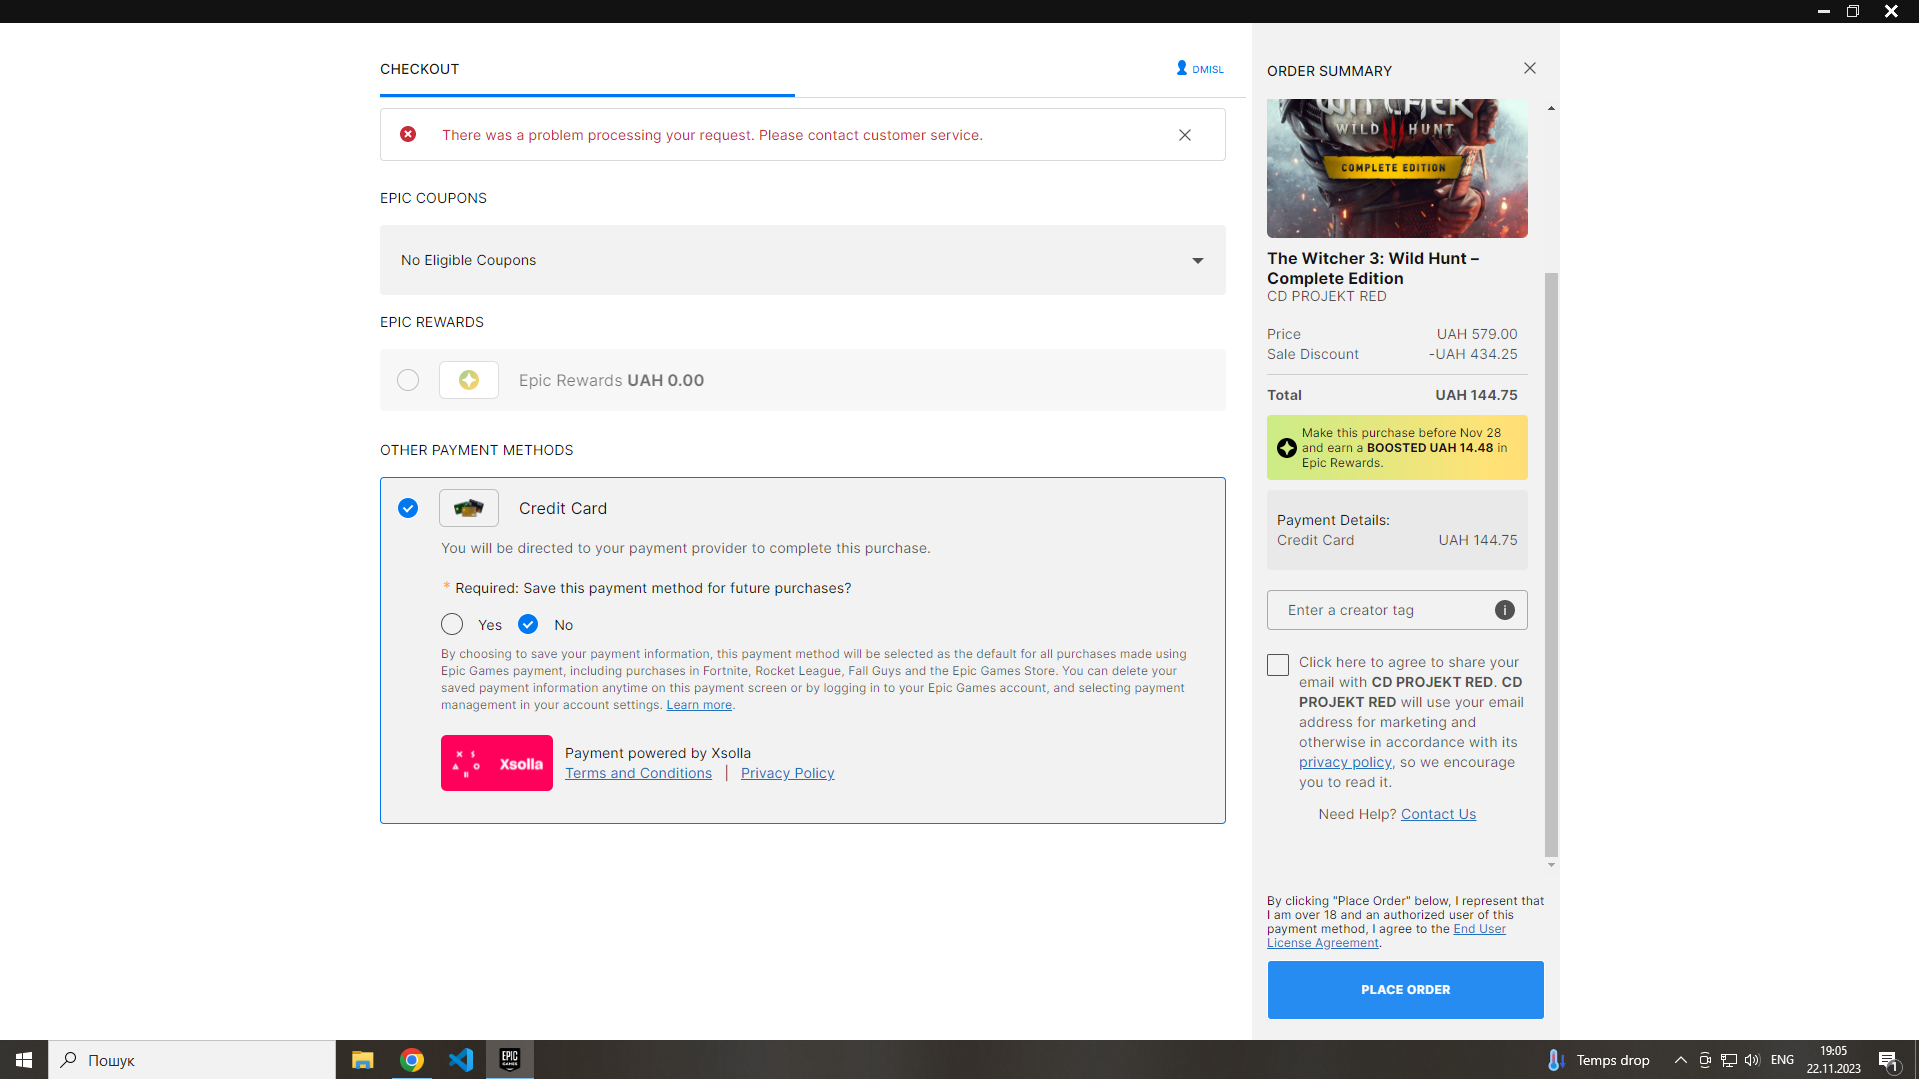 CHECKOUT
DMISL
There was a problem processing your request. Please contact customer service.
EPIC COUPONS
No Eligible Coupons
EPIC REWARDS
Epic Rewards UAH 0.00
OTHER PAYMENT METHODS
Credit Card
You will be directed to your payment provider to complete this purchase.
* Required: Save this payment method for future purchases?
Yes
No
By choosing to save your payment information, this payment method will be selected as the default for all purchases made using
Epic Games payment, including purchases in Fortnite, Rocket League, Fall Guys and the Epic Games Store. You can delete your
saved payment information anytime on this payment screen or by logging in to your Epic Games account, and selecting payment
management in your account settings. Learn more.
Xsolla
Payment powered by Xsolla
Terms and Conditions | Privacy Policy
ORDER SUMMARY
WITCHER
WILD HUNT
COMPLETE EDITION
The Witcher 3: Wild Hunt –
Complete Edition
CD PROJEKT RED
Price UAH 579.00
Sale Discount -UAH 434.25
Total UAH 144.75
Make this purchase before Nov 28
and earn a BOOSTED UAH 14.48 in
Epic Rewards.
Payment Details:
Credit Card UAH 144.75
Enter a creator tag
Click here to agree to share your
email with CD PROJEKT RED. CD
PROJEKT RED will use your email
address for marketing and
otherwise in accordance with its
privacy policy, so we encourage
you to read it.
Need Help? Contact Us
By clicking "Place Order" below, I represent that
I am over 18 and an authorized user of this
payment method, I agree to the End User
License Agreement.
PLACE ORDER
Пошук
EPIC
GAMES
Temps drop
ENG
19:05
22.11.2023
1